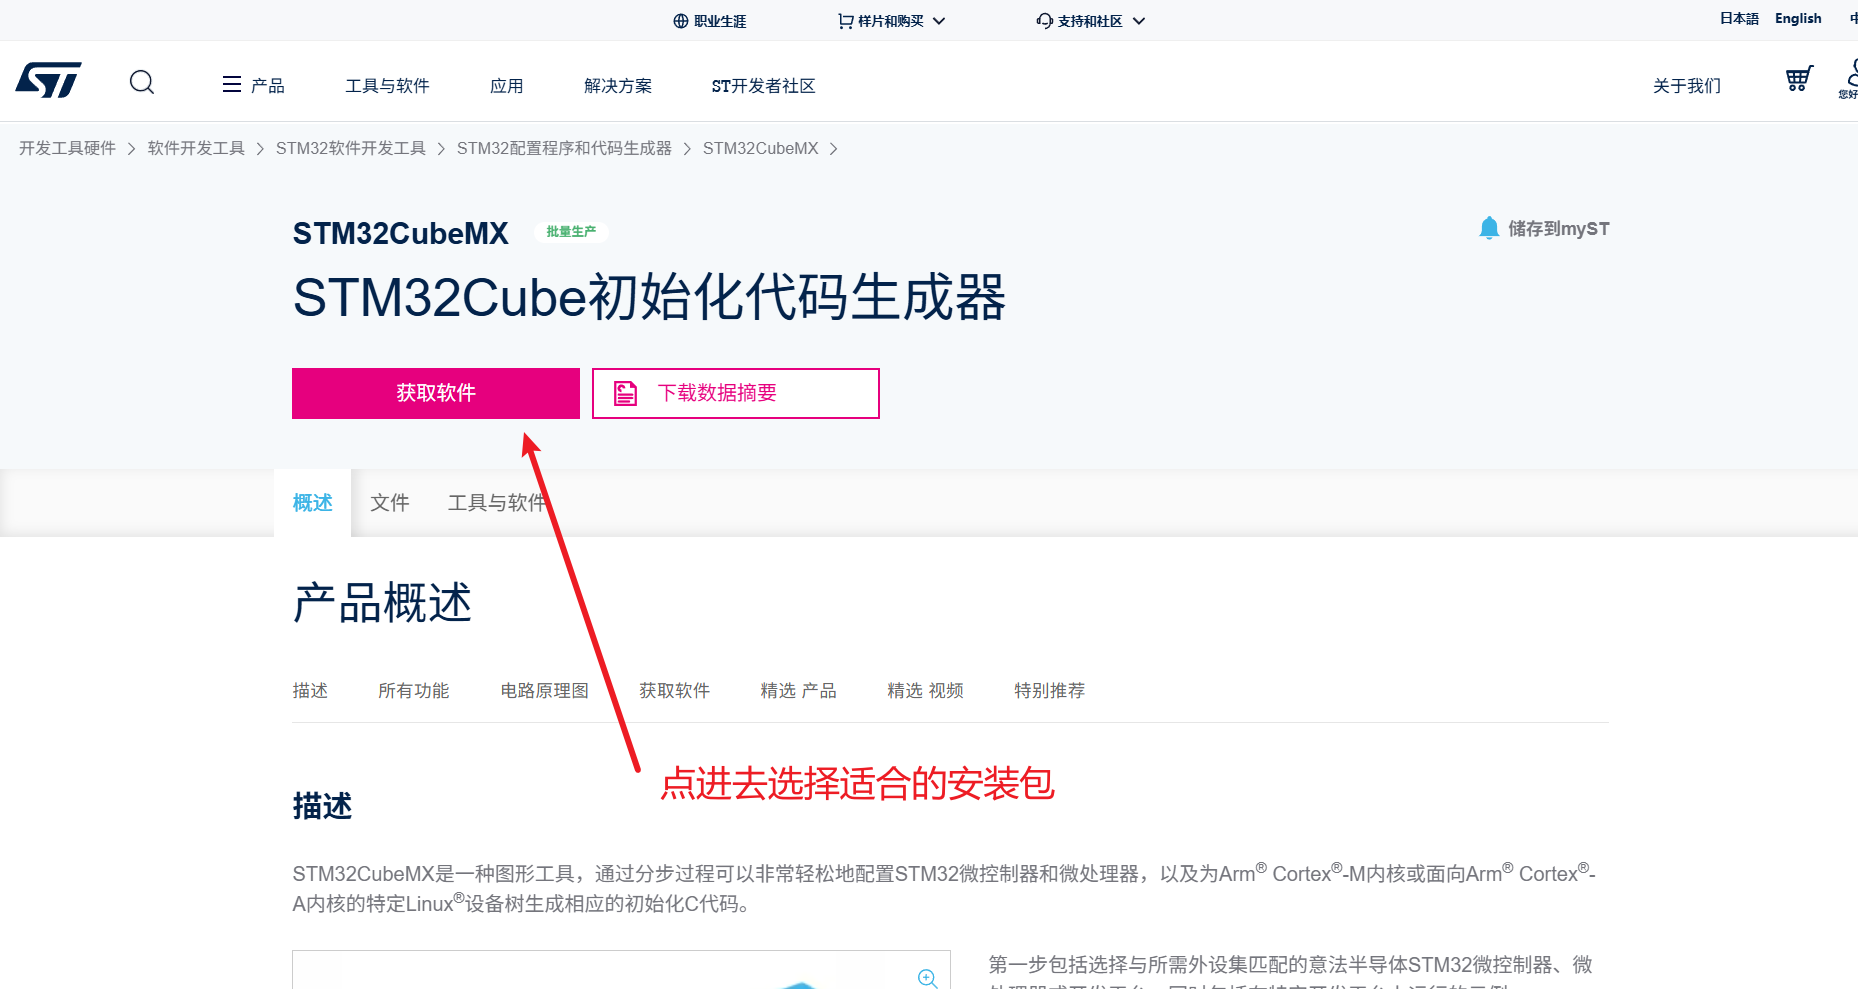 职业生涯
样片和购买
支持和社区
日本語
English
ST
产品
工具与软件
应用
解决方案
ST开发者社区
关于我们
您好
开发工具硬件 > 软件开发工具 > STM32软件开发工具 > STM32配置程序和代码生成器 > STM32CubeMX >
STM32CubeMX
批量生产
储存到myST
STM32Cube初始化代码生成器
获取软件
下载数据摘要
概述
文件
工具与软件
产品概述
描述
所有功能
电路原理图
获取软件
精选 产品
精选 视频
特别推荐
点进去选择适合的安装包
描述
STM32CubeMX是一种图形工具，通过分步过程可以非常轻松地配置STM32微控制器和微处理器，以及为Arm® Cortex®-M内核或面向Arm® Cortex®-
A内核的特定Linux®设备树生成相应的初始化C代码。
第一步包括选择与所需外设集匹配的意法半导体STM32微控制器、微